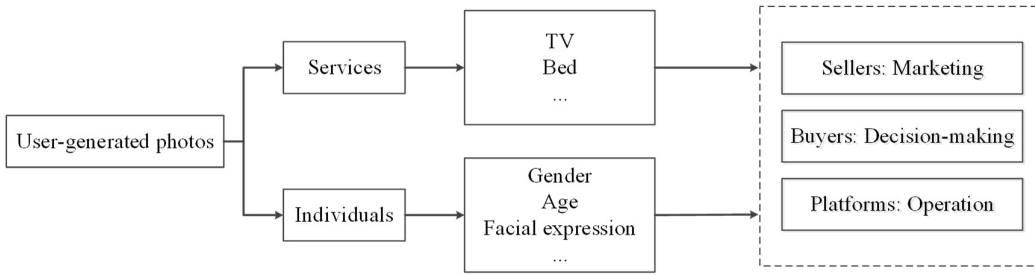 User-generated photos
Services
Individuals
TV
Bed
...
Gender
Age
Facial expression
...
Sellers: Marketing
Buyers: Decision-making
Platforms: Operation